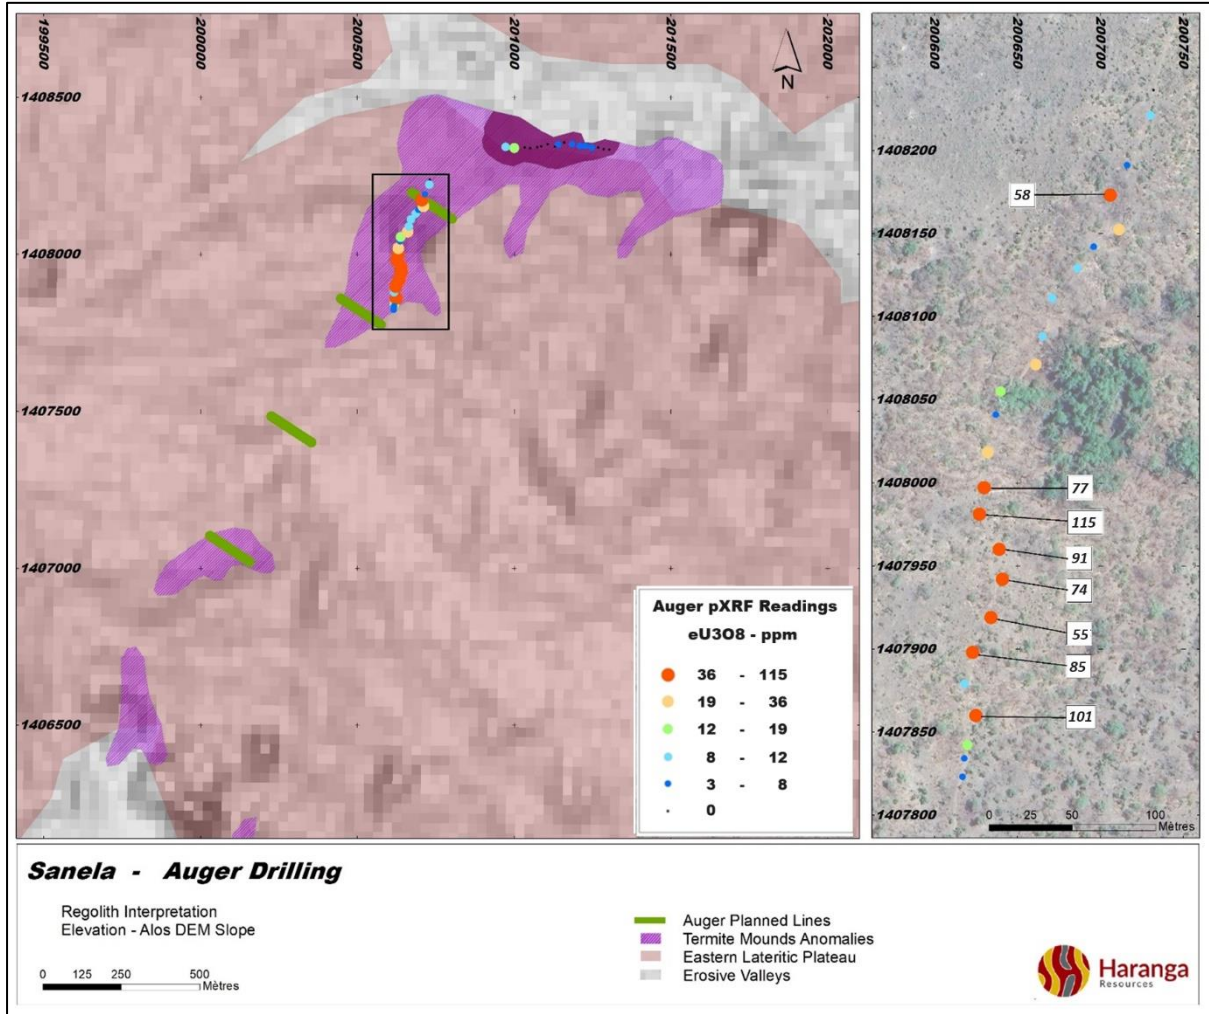 199500
200000
200500
201000
201500
202000
1408500
1408000
1407500
1407000
1406500
N
Auger pXRF Readings
eU3O8 - ppm
36 - 115
19 - 36
12 - 19
8 - 12
3 - 8
0
200600
200650
200700
200750
1408200
1408150
1408100
1408050
1408000
1407950
1407900
1407850
1407800
58
77
115
91
74
55
85
101
0 50 100
Mètres
Sanela - Auger Drilling
Regolith Interpretation
Elevation - Alos DEM Slope
0 125 250 500
Mètres
Auger Planned Lines
Termite Mounds Anomalies
Eastern Lateritic Plateau
Erosive Valleys
Haranga
Resources